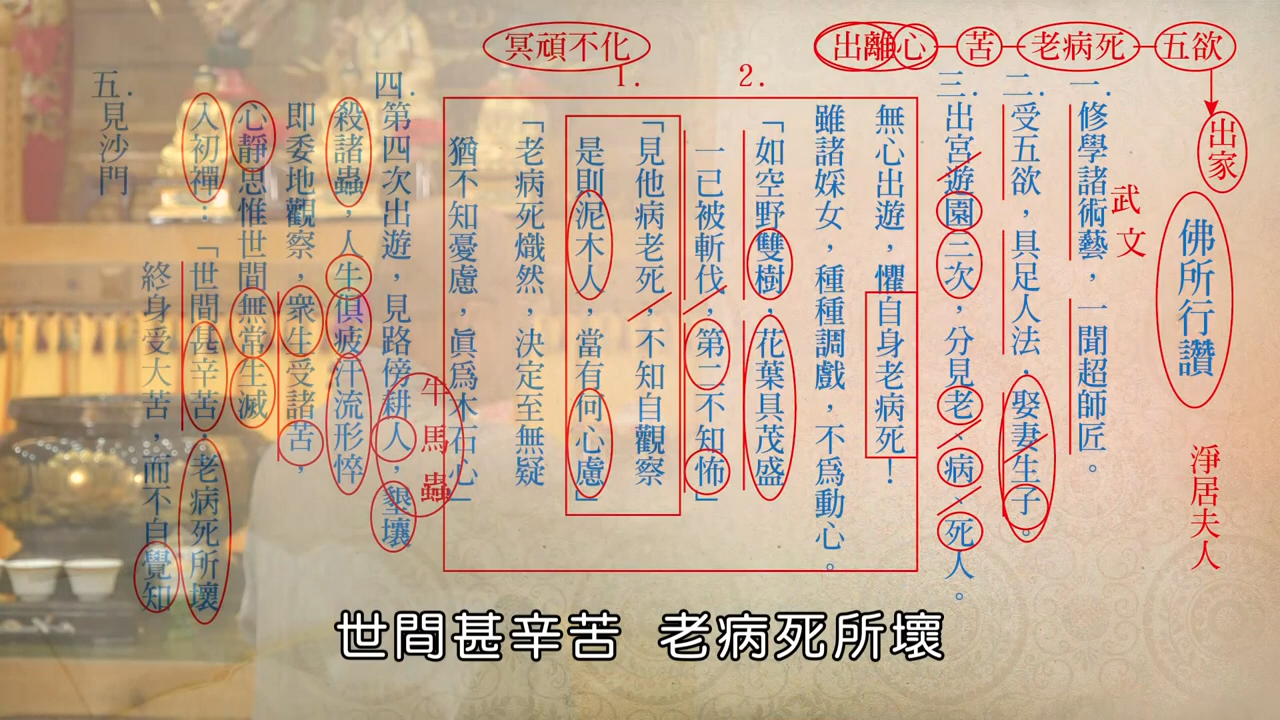 出離心—苦—老病死—五欲
出家
佛所行讚
淨居夫人
武文
一.修學諸術藝，一聞超師匠。
二.受五欲，具足人法，娶妻生子。
三.出宮遊園三次，分見老、病、死人。
無心出遊，懼自身老病死！
雖諸婇女，種種調戲，不為動心。
冥頑不化
2.
「如空野雙樹，花葉具茂盛
一已被斬伐，第二不知怖」
1.
「見他病老死，不知自觀察
是則泥木人，當有何心慮」
「老病死熾然，決定至無疑
猶不知憂慮，眞為木石心」
四.第四次出遊，見路傍耕人，墾壤
牛馬蟲
殺諸蟲，人牛俱疲汗流形悴
即委地觀察，衆生受諸苦，
心靜思惟世間無常生滅
入初禪：「世間甚辛苦，老病死所壞
終身受大苦，而不自覺知
五.見沙門
世間甚辛苦 老病死所壞